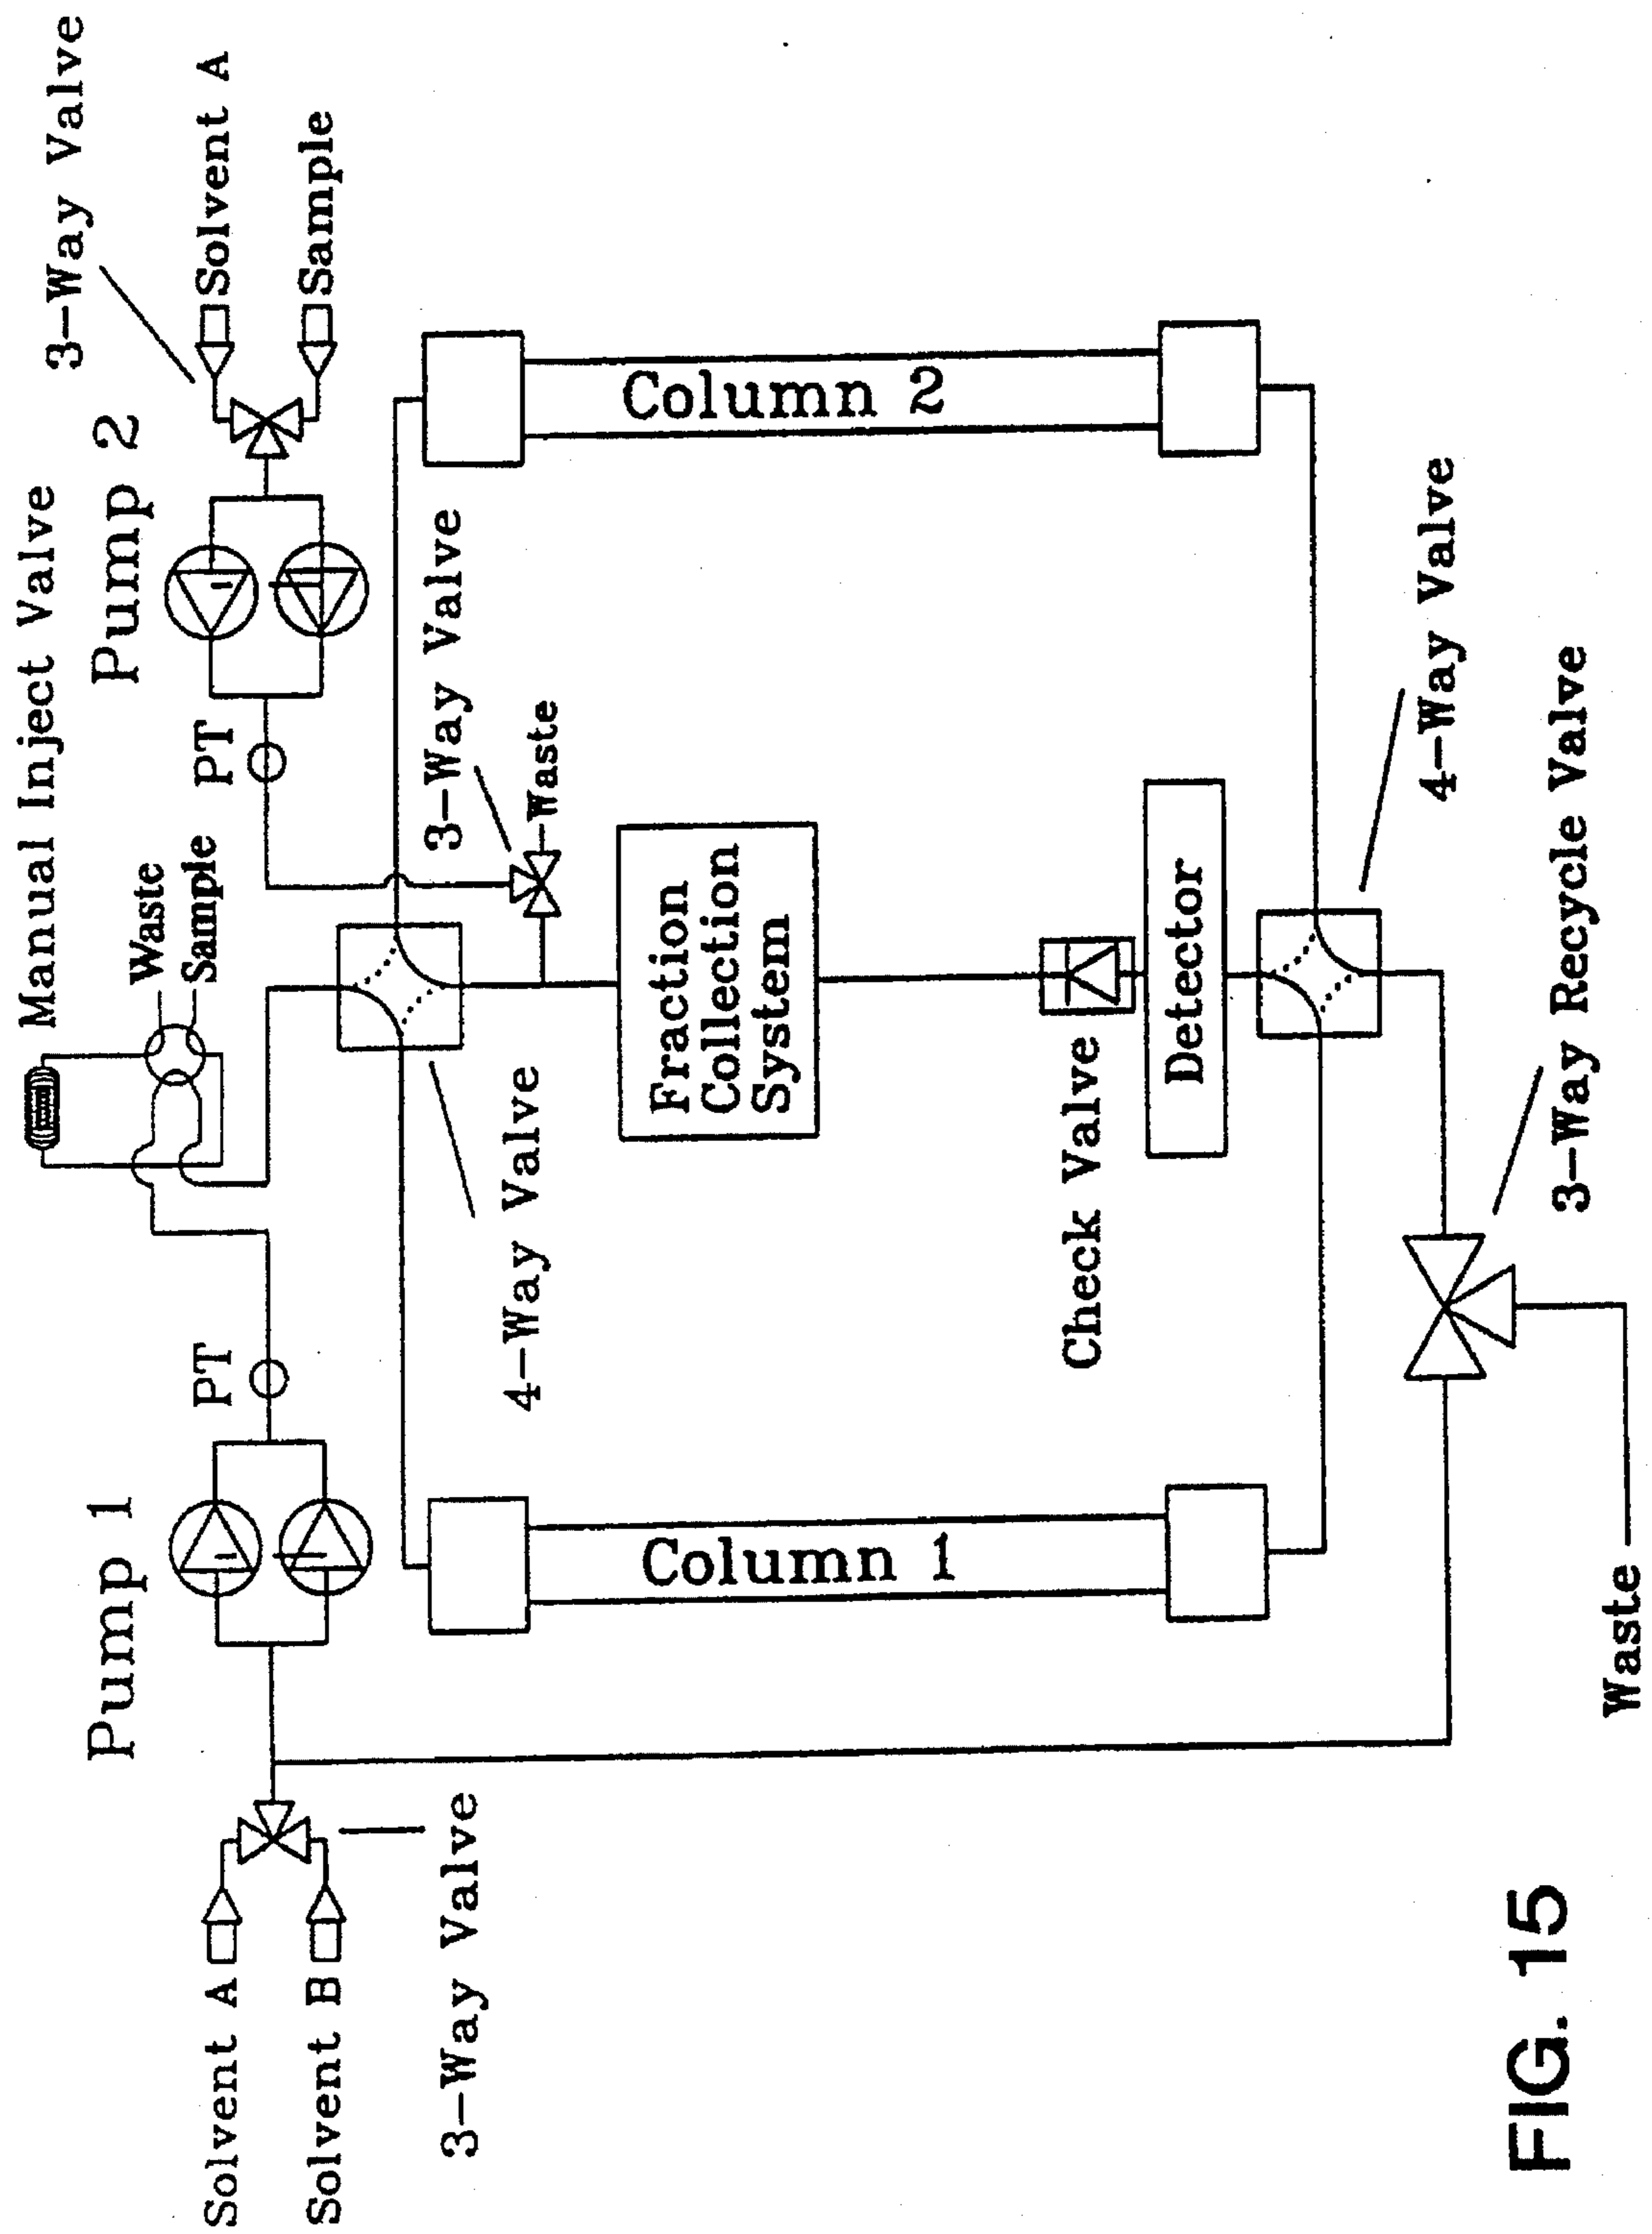 Manual Inject Valve
3-Way Valve
Pump 1
Pump 2
Waste
Sample
PT
PT
Solvent A
Solvent B
Solvent A
Sample
3-Way Valve
4-Way Valve
3-Way Valve
Waste
Column 1
Fraction
Collection
System
Column 2
Check Valve
Detector
4-Way Valve
3-Way Recycle Valve
Waste
FIG. 15